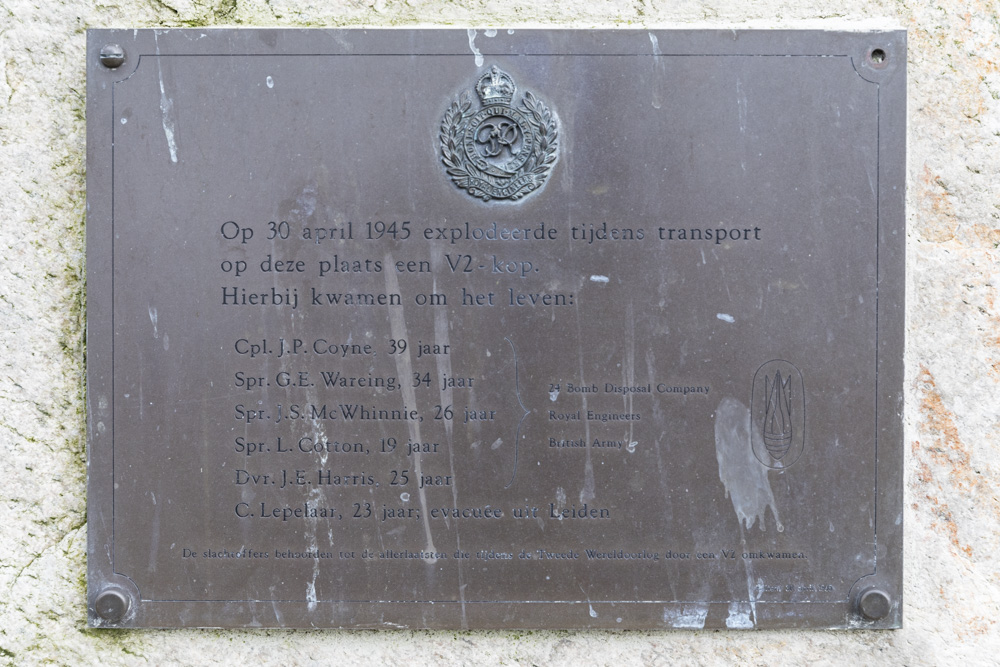 Op 30 april 1945 explodeerde tijdens transport
op deze plaats een V2-kop.
Hierbij kwamen om het leven:
Cpl. J.P. Coyne, 39 jaar
Spr. G.E. Wareing, 34 jaar
Spr. J.S. McWhinnie, 26 jaar
Spr. L. Cotton, 19 jaar
Dvr. J.E. Harris, 25 jaar
24 Bomb Disposal Company
Royal Engineers
British Army
C. Lepelaar, 23 jaar; evacuée uit Leiden
De slachtoffers behoorden tot de allerlaatsten die tijdens de Tweede Wereldoorlog door een V2 omkwamen.